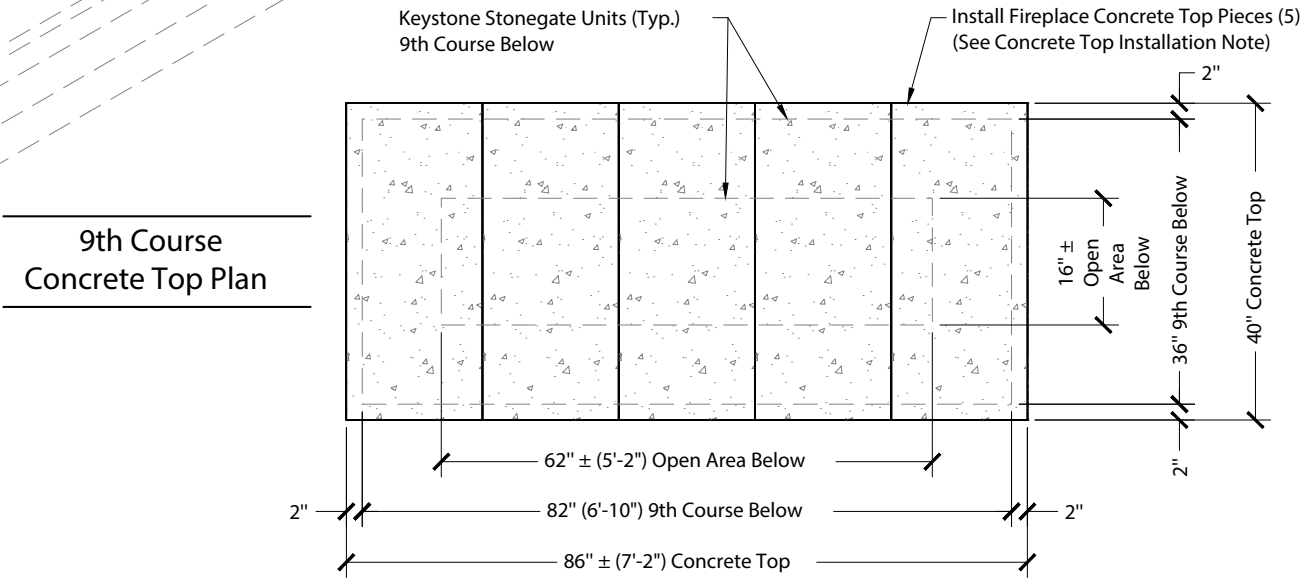 Keystone Stonegate Units (Typ.)
9th Course Below
Install Fireplace Concrete Top Pieces (5)
(See Concrete Top Installation Note)
2"
9th Course
Concrete Top Plan
16" ±
Open
Area
Below
36" 9th Course Below
40" Concrete Top
2"
62" ± (5'-2") Open Area Below
2"
82" (6'-10") 9th Course Below
2"
86" ± (7'-2") Concrete Top